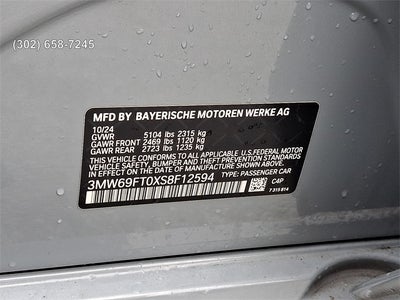 (302) 658-7245
MFD BY BAYERISCHE MOTOREN WERKE AG
10/24
GVWR 5104 lbs 2315 kg
GAWR FRONT 2469 lbs 1120 kg
GAWR REAR 2723 lbs 1235 kg
THIS VEHICLE CONFORMS TO ALL APPLICABLE U.S. FEDERAL MOTOR
VEHICLE SAFETY, BUMPER, AND THEFT PREVENTION STANDARDS
IN EFFECT ON THE DATE OF MANUFACTURE SHOWN ABOVE.
3MW69FT0XS8F12594
TYPE: PASSENGER CAR
C4P
7 315 814